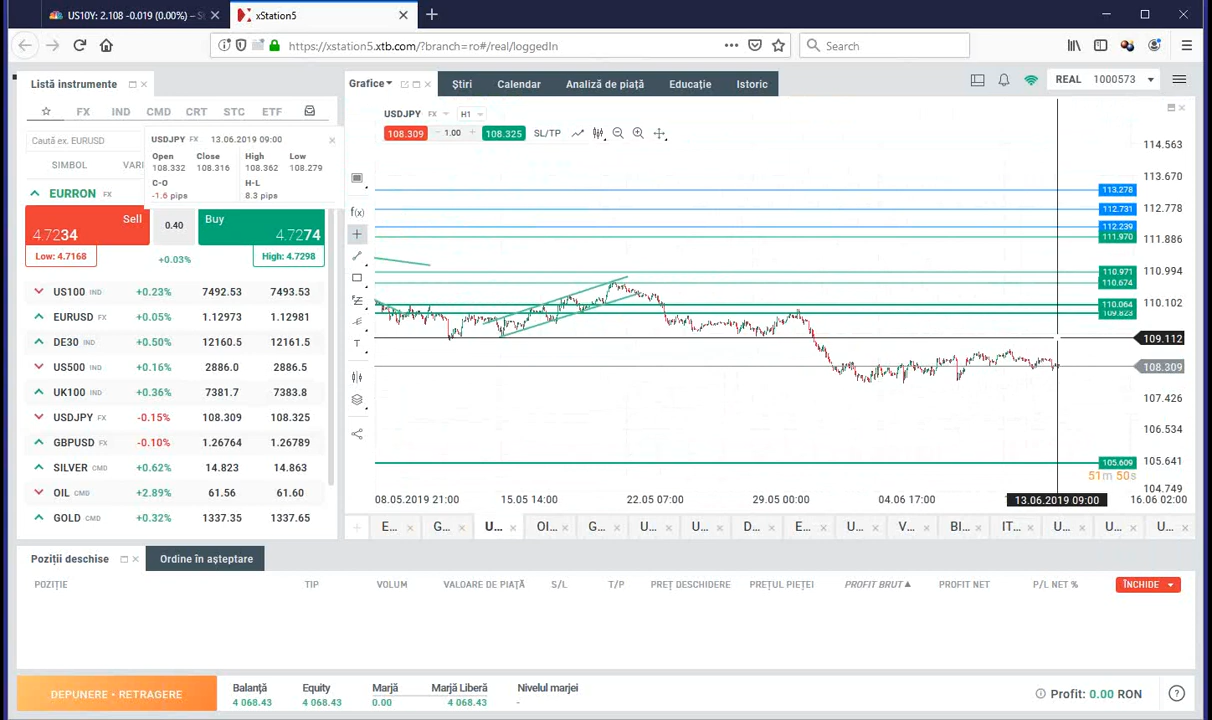 US10Y: 2.108 -0.019 (0.00%) – S
xStation5
https://xstation5.xtb.com/?branch=ro#/real/loggedIn
Search
Listă instrumente
Grafice
Știri
Calendar
Analiză de piață
Educație
Istoric
REAL 1000573
FX IND CMD CRT STC ETF
Caută ex. EURUSD
SIMBOL
VARI
USDJPY FX 13.06.2019 09:00
Open Close High Low
108.332 108.316 108.362 108.279
C-O H-L
-1.6 pips 8.3 pips
EURRON FX
Sell
4.7234
0.40
Buy
4.7274
Low: 4.7168
+0.03%
High: 4.7298
US100 IND +0.23% 7492.53 7493.53
EURUSD FX +0.05% 1.12973 1.12981
DE30 IND +0.50% 12160.5 12161.5
US500 IND +0.16% 2886.0 2886.5
UK100 IND +0.36% 7381.7 7383.8
USDJPY FX -0.15% 108.309 108.325
GBPUSD FX -0.10% 1.26764 1.26789
SILVER CMD +0.62% 14.823 14.863
OIL CMD +2.89% 61.56 61.60
GOLD CMD +0.32% 1337.35 1337.65
USDJPY FX H1
108.309 − 1.00 + 108.325 SL/TP
f(x)
T
114.563
113.670
113.278
112.778
112.731
112.239
111.970
111.886
110.994
110.971
110.674
110.102
110.064
109.823
109.112
108.309
107.426
106.534
105.641
105.609
51m 50s
104.749
08.05.2019 21:00 15.05 14:00 22.05 07:00 29.05 00:00 04.06 17:00 13.06.2019 09:00 16.06 02:00
E... G... U... OI... G... U... U... D... E... U... V... BI... IT... U... U... U...
Poziții deschise
Ordine în așteptare
POZIȚIE TIP VOLUM VALOARE DE PIAȚĂ S/L T/P PREȚ DESCHIDERE PREȚUL PIEȚEI PROFIT BRUT PROFIT NET P/L NET % ÎNCHIDE
DEPUNERE • RETRAGERE
Balanță Equity Marjă Marjă Liberă Nivelul marjei
4 068.43 4 068.43 0.00 4 068.43 -
Profit: 0.00 RON